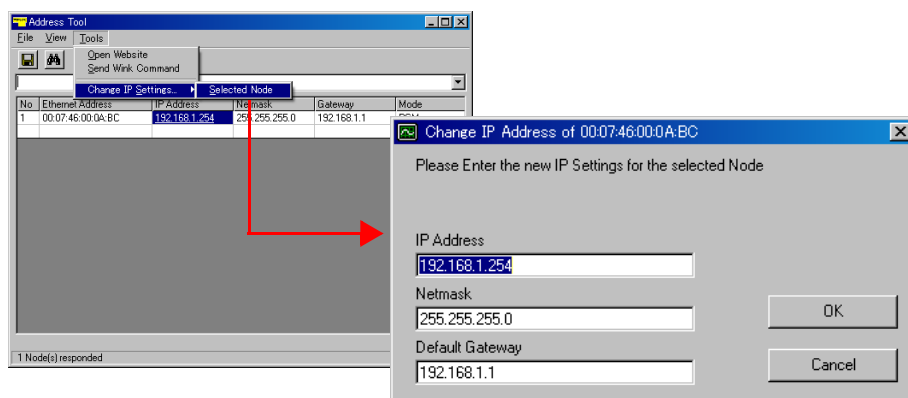 Address Tool
File View Tools
Open Website
Send Wink Command
Change IP Settings... Selected Node
No Ethernet Address IP Address Netmask Gateway Mode
1 00:07:46:00:0A:BC 192.168.1.254 255.255.255.0 192.168.1.1
1 Node(s) responded
Change IP Address of 00:07:46:00:0A:BC
Please Enter the new IP Settings for the selected Node
IP Address
192.168.1.254
Netmask
255.255.255.0
OK
Default Gateway
192.168.1.1
Cancel